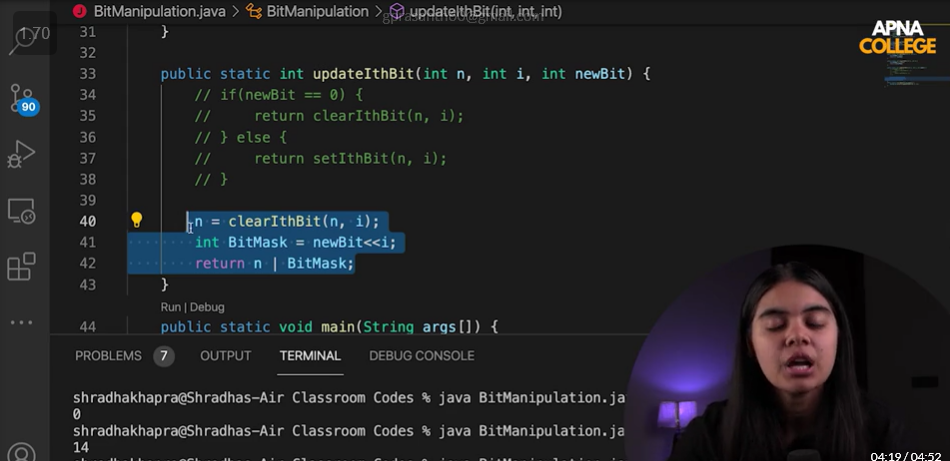 BitManipulation.java > BitManipulation > updateIthBit(int, int, int)
1.70
APNA
COLLEGE
31 }
32
33 public static int updateIthBit(int n, int i, int newBit) {
34 // if(newBit == 0) {
35 // return clearIthBit(n, i);
36 // } else {
37 // return setIthBit(n, i);
38 // }
39
40 n = clearIthBit(n, i);
41 int BitMask = newBit<<i;
42 return n | BitMask;
43 }
Run | Debug
44 public static void main(String args[]) {
90
PROBLEMS 7 OUTPUT TERMINAL DEBUG CONSOLE
shradhakhapra@Shradhas-Air Classroom Codes % java BitManipulation.ja
0
shradhakhapra@Shradhas-Air Classroom Codes % java BitManipulation.ja
14
04:19 / 04:52